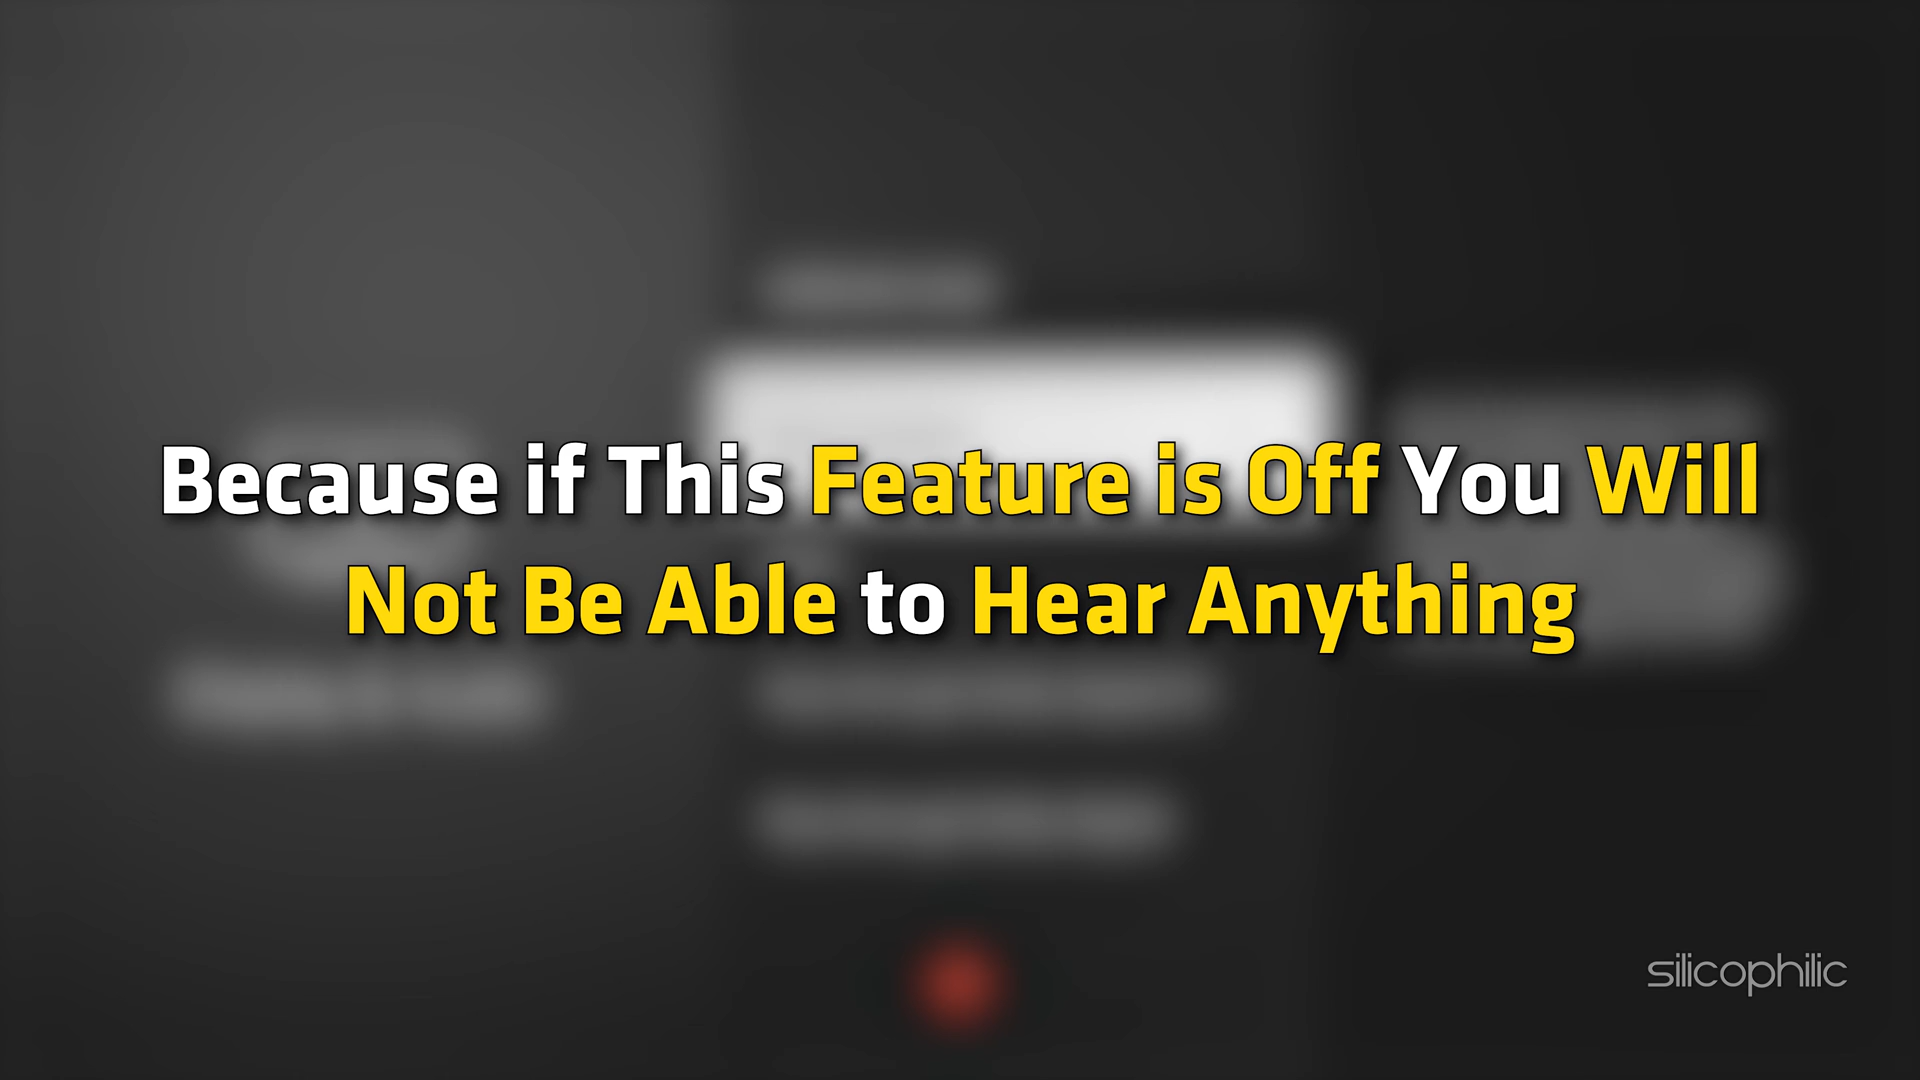 Because if This Feature is Off You Will
Not Be Able to Hear Anything
silicophilic